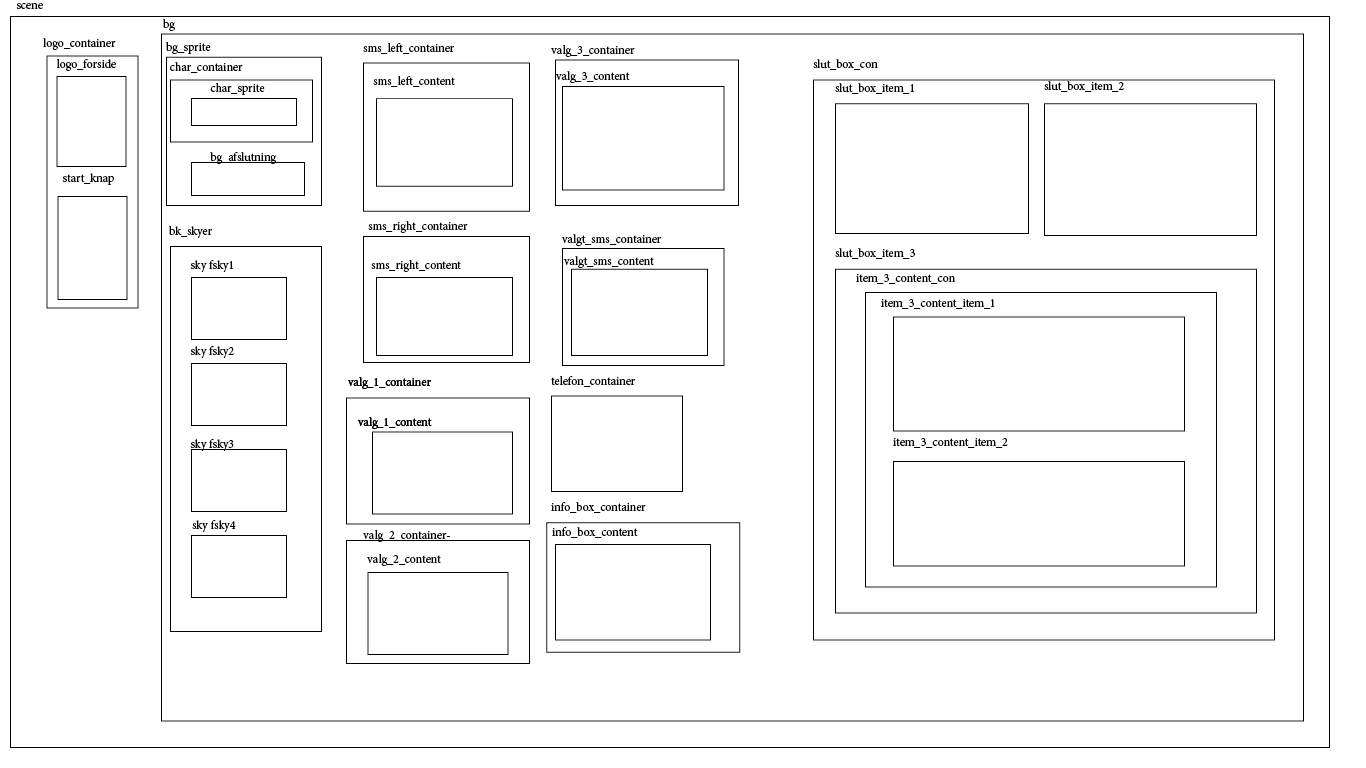 scene
bg
logo_container
logo_forside
start_knap
bg_sprite
char_container
char_sprite
bg_afslutning
bk_skyer
sky fsky1
sky fsky2
sky fsky3
sky fsky4
sms_left_container
sms_left_content
sms_right_container
sms_right_content
valg_1_container
valg_1_content
valg_2_container-
valg_2_content
valg_3_container
valg_3_content
valgt_sms_container
valgt_sms_content
telefon_container
info_box_container
info_box_content
slut_box_con
slut_box_item_1
slut_box_item_2
slut_box_item_3
item_3_content_con
item_3_content_item_1
item_3_content_item_2